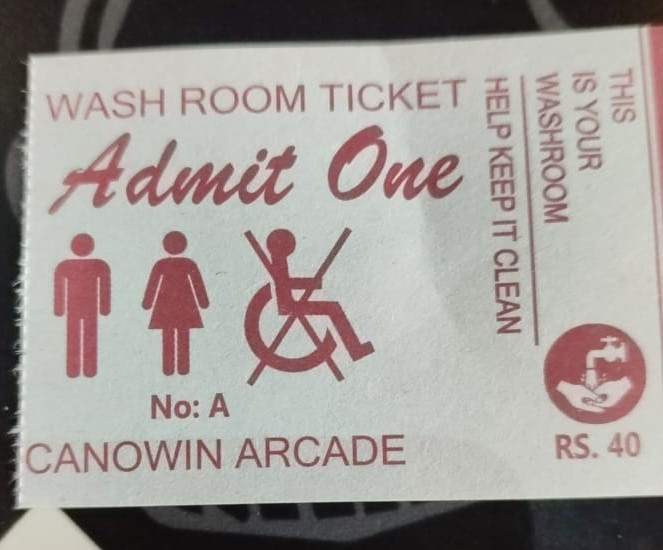 WASH ROOM TICKET
Admit One
No: A
CANOWIN ARCADE
THIS
IS YOUR
WASHROOM
HELP KEEP IT CLEAN
RS. 40